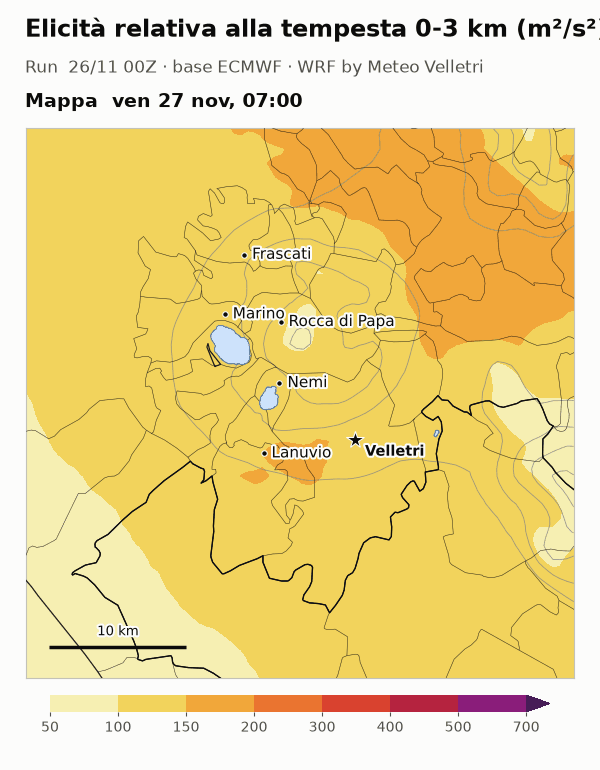 Elicità relativa alla tempesta 0-3 km (m²/s²)
Run 26/11 00Z · base ECMWF · WRF by Meteo Velletri
Mappa ven 27 nov, 07:00
Frascati
Marino
Rocca di Papa
Nemi
Velletri
Lanuvio
10 km
50 100 150 200 300 400 500 700